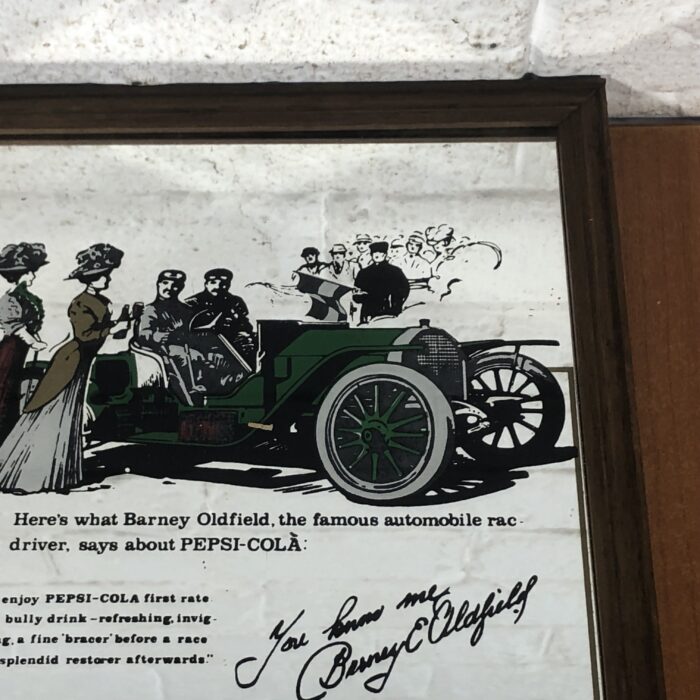 Here's what Barney Oldfield, the famous automobile rac-
driver, says about PEPSI-COLA:
enjoy PEPSI-COLA first rate.
bully drink–refreshing, invig-
g, a fine 'bracer' before a race
splendid restorer afterwards."
You know me
Barney E Oldfield